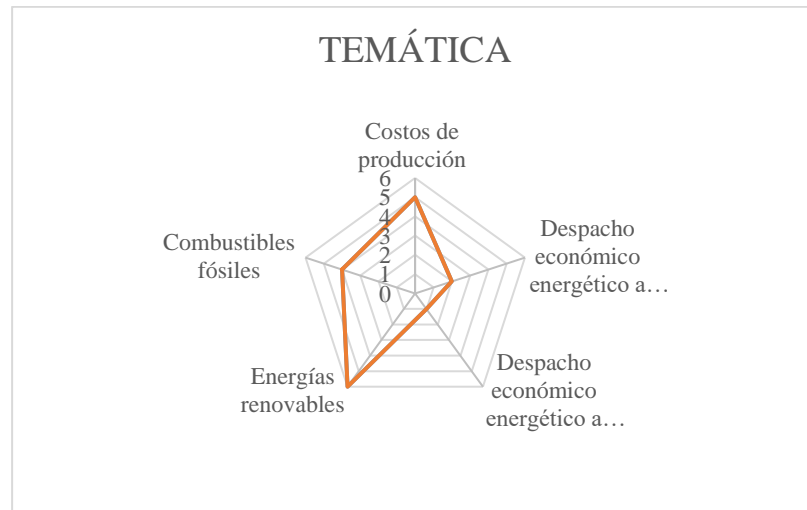 TEMÁTICA
Costos de
producción
6
5
4
3
2
1
0
Despacho
económico
energético a…
Despacho
económico
energético a…
Energías
renovables
Combustibles
fósiles